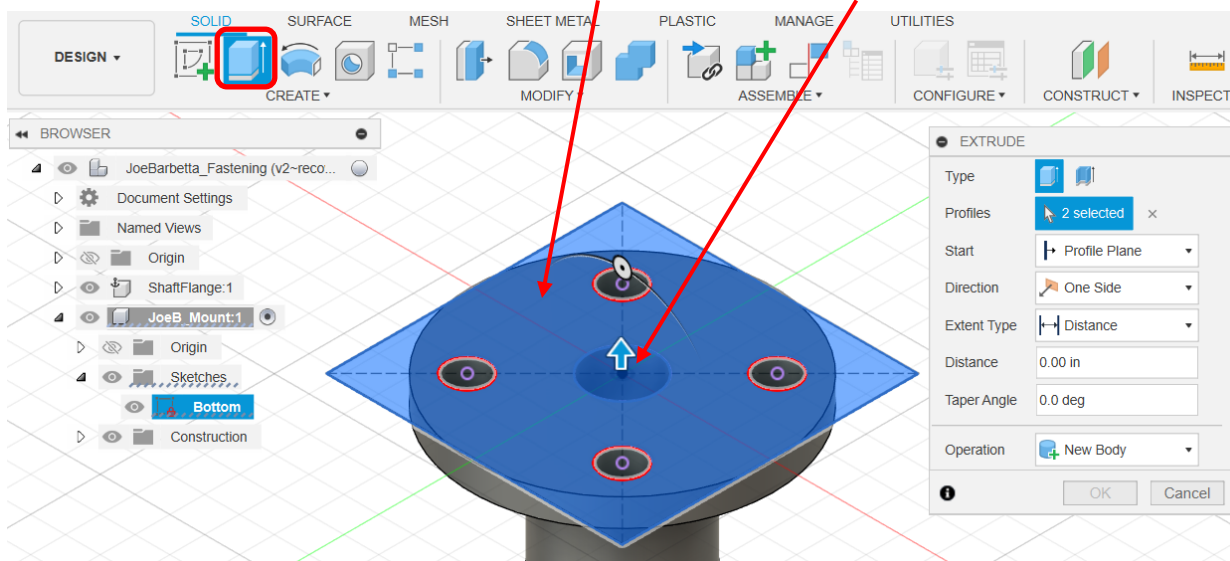 SOLID SURFACE MESH SHEET METAL PLASTIC MANAGE UTILITIES
DESIGN ▾
CREATE ▾ MODIFY ▾ ASSEMBLE ▾ CONFIGURE ▾ CONSTRUCT ▾ INSPECT
BROWSER
JoeBarbetta_Fastening (v2~reco...
Document Settings
Named Views
Origin
ShaftFlange:1
JoeB_Mount:1
Origin
Sketches
Bottom
Construction
EXTRUDE
Type
Profiles 2 selected ×
Start Profile Plane
Direction One Side
Extent Type Distance
Distance 0.00 in
Taper Angle 0.0 deg
Operation New Body
OK Cancel